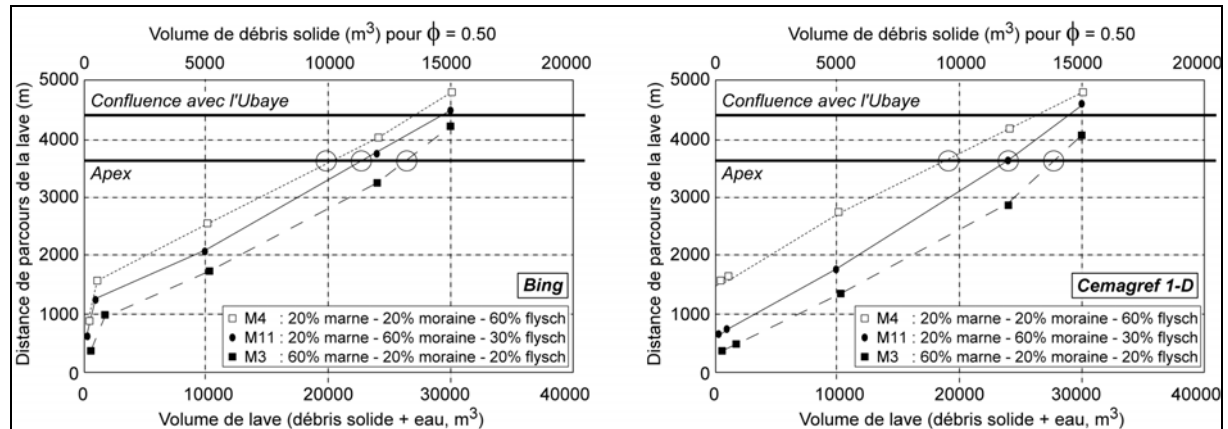 Volume de débris solide (m³) pour ϕ = 0.50
0 5000 10000 15000 20000
Distance de parcours de la lave (m)
5000
4000
3000
2000
1000
0
Confluence avec l'Ubaye
Apex
Bing
M4 : 20% marne - 20% moraine - 60% flysch
M11 : 20% marne - 60% moraine - 30% flysch
M3 : 60% marne - 20% moraine - 20% flysch
0 10000 20000 30000 40000
Volume de lave (débris solide + eau, m³)
Volume de débris solide (m³) pour ϕ = 0.50
0 5000 10000 15000 20000
Distance de parcours de la lave (m)
5000
4000
3000
2000
1000
0
Confluence avec l'Ubaye
Apex
Cemagref 1-D
M4 : 20% marne - 20% moraine - 60% flysch
M11 : 20% marne - 60% moraine - 30% flysch
M3 : 60% marne - 20% moraine - 20% flysch
0 10000 20000 30000 40000
Volume de lave (débris solide + eau, m³)